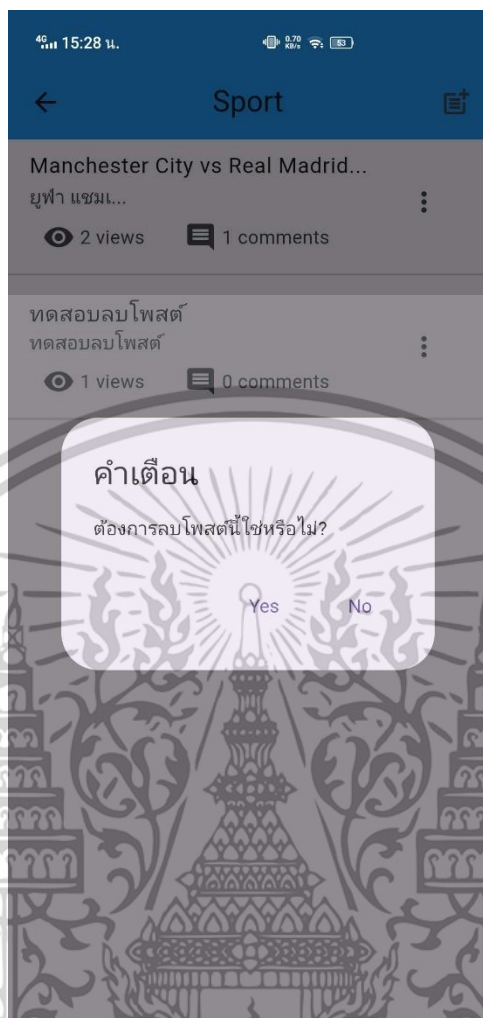 4G 15:28 น. 0.70 KB/s 53
Sport
Manchester City vs Real Madrid...
ยูฟ่า แชมเ...
2 views 1 comments
ทดสอบลบโพสต์
ทดสอบลบโพสต์
1 views 0 comments
คำเตือน
ต้องการลบโพสต์นี้ใช่หรือไม่?
Yes No